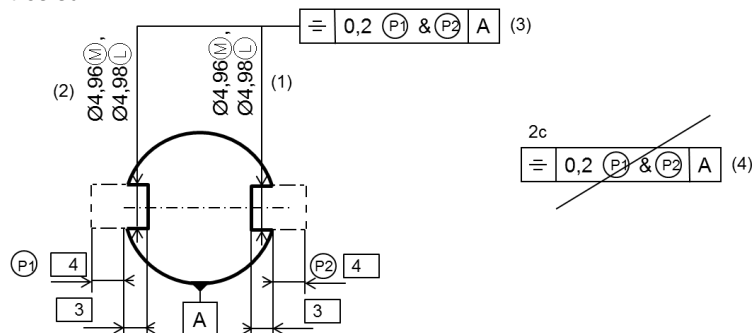 ⌯ 0,2 Ⓟ1 & Ⓟ2 A (3)
(2) Ø4,96Ⓜ,
Ø4,98Ⓛ
Ø4,96Ⓜ,
Ø4,98Ⓛ (1)
2c
⌯ 0,2 Ⓟ1 & Ⓟ2 A (4)
P1 4
P2 4
3
A
3